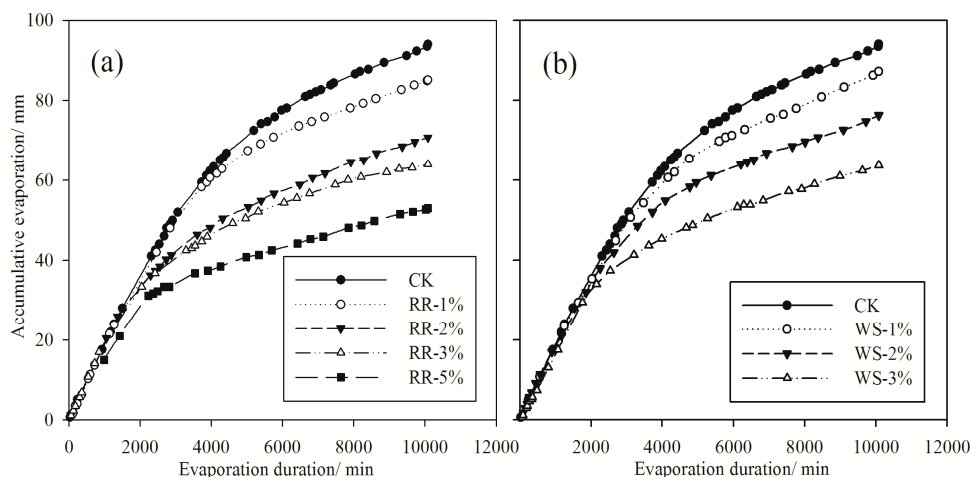 100
80
60
40
20
0
Accumulative evaporation/ mm
(a)
CK
RR-1%
RR-2%
RR-3%
RR-5%
0 2000 4000 6000 8000 10000 12000
Evaporation duration/ min
(b)
CK
WS-1%
WS-2%
WS-3%
2000 4000 6000 8000 10000 12000
Evaporation duration/ min